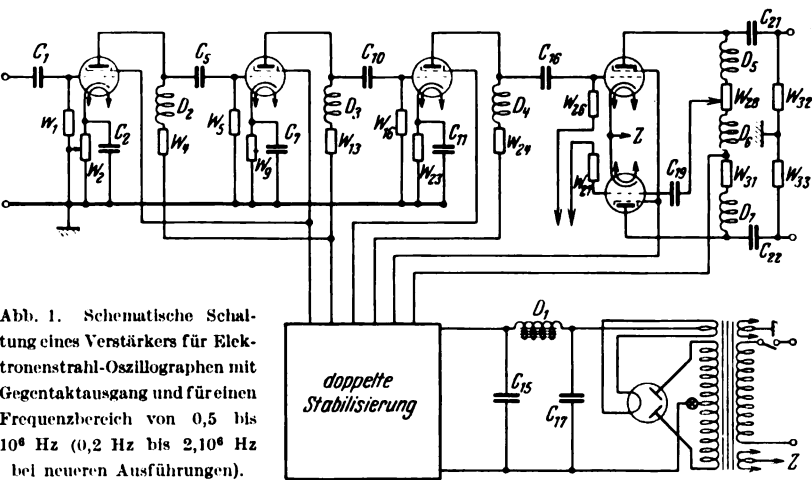 C1
C5
C10
C16
C21
D2
D3
D4
D5
W1
W2
C2
W4
W5
W9
C7
W13
W16
W23
C11
W24
W26
Z
W27
C19
W28
D6
W31
D7
W32
W33
C22
Abb. 1. Schematische Schal-
tung eines Verstärkers für Elek-
tronenstrahl-Oszillographen mit
Gegentaktausgang und für einen
Frequenzbereich von 0,5 bis
10⁶ Hz (0,2 Hz bis 2,10⁶ Hz
bei neueren Ausführungen).
doppelte
Stabilisierung
D1
C15
C17
Z